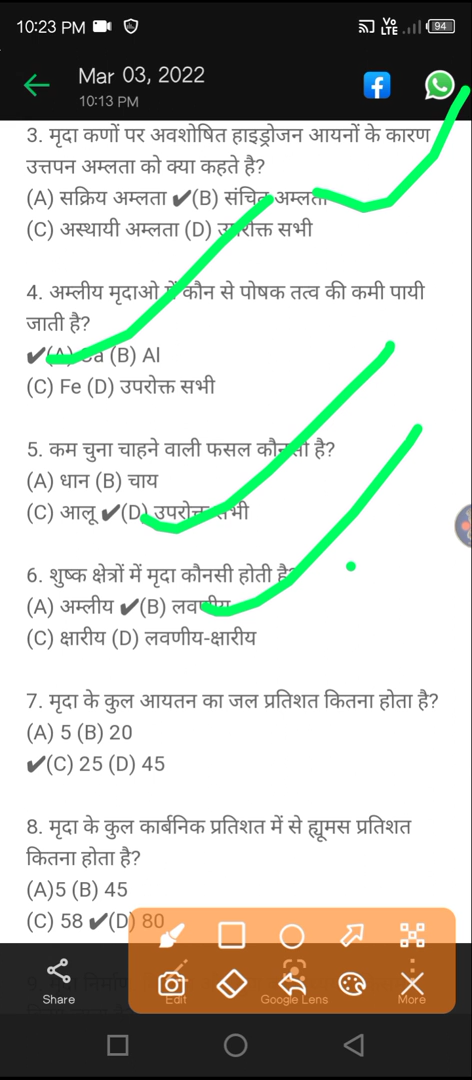 10:23 PM
Vo LTE 94
Mar 03, 2022
10:13 PM
3. मृदा कणों पर अवशोषित हाइड्रोजन आयनों के कारण
उत्तपन अम्लता को क्या कहते है?
(A) सक्रिय अम्लता ✔(B) संचित अम्लता
(C) अस्थायी अम्लता (D) उपरोक्त सभी
4. अम्लीय मृदाओ में कौन से पोषक तत्व की कमी पायी
जाती है?
✔(A) Ca (B) Al
(C) Fe (D) उपरोक्त सभी
5. कम चुना चाहने वाली फसल कौनसी है?
(A) धान (B) चाय
(C) आलू ✔(D) उपरोक्त सभी
6. शुष्क क्षेत्रों में मृदा कौनसी होती है?
(A) अम्लीय ✔(B) लवणीय
(C) क्षारीय (D) लवणीय-क्षारीय
7. मृदा के कुल आयतन का जल प्रतिशत कितना होता है?
(A) 5 (B) 20
✔(C) 25 (D) 45
8. मृदा के कुल कार्बनिक प्रतिशत में से ह्यूमस प्रतिशत
कितना होता है?
(A)5 (B) 45
(C) 58 ✔(D) 80
Share Edit Google Lens More